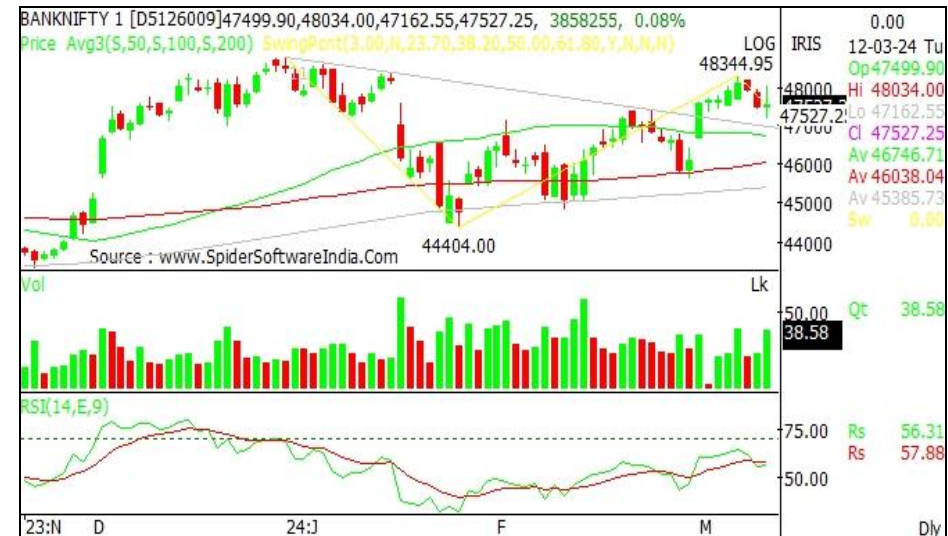 BANKNIFTY 1 [D5126009]47499.90,48034.00,47162.55,47527.25, 3858255, 0.08%
Price Avg3(S,50,S,100,S,200) SwingPcnt(3.00,N,23.70,38.20,50.00,61.80,Y,N,N,N)
LOG
IRIS
0.00
12-03-24 Tu
48344.95
48000
47527.25
47000
46000
45000
44000
44404.00
Source : www.SpiderSoftwareIndia.Com
Op 47499.90
Hi 48034.00
Lo 47162.55
Cl 47527.25
Av 46746.71
Av 46038.04
Av 45385.73
Sw 0.00
Vol
Lk
50.00
38.58
Qt 38.58
RSI(14,E,9)
75.00
50.00
Rs 56.31
Rs 57.88
'23:N D 24:J F M
Dly